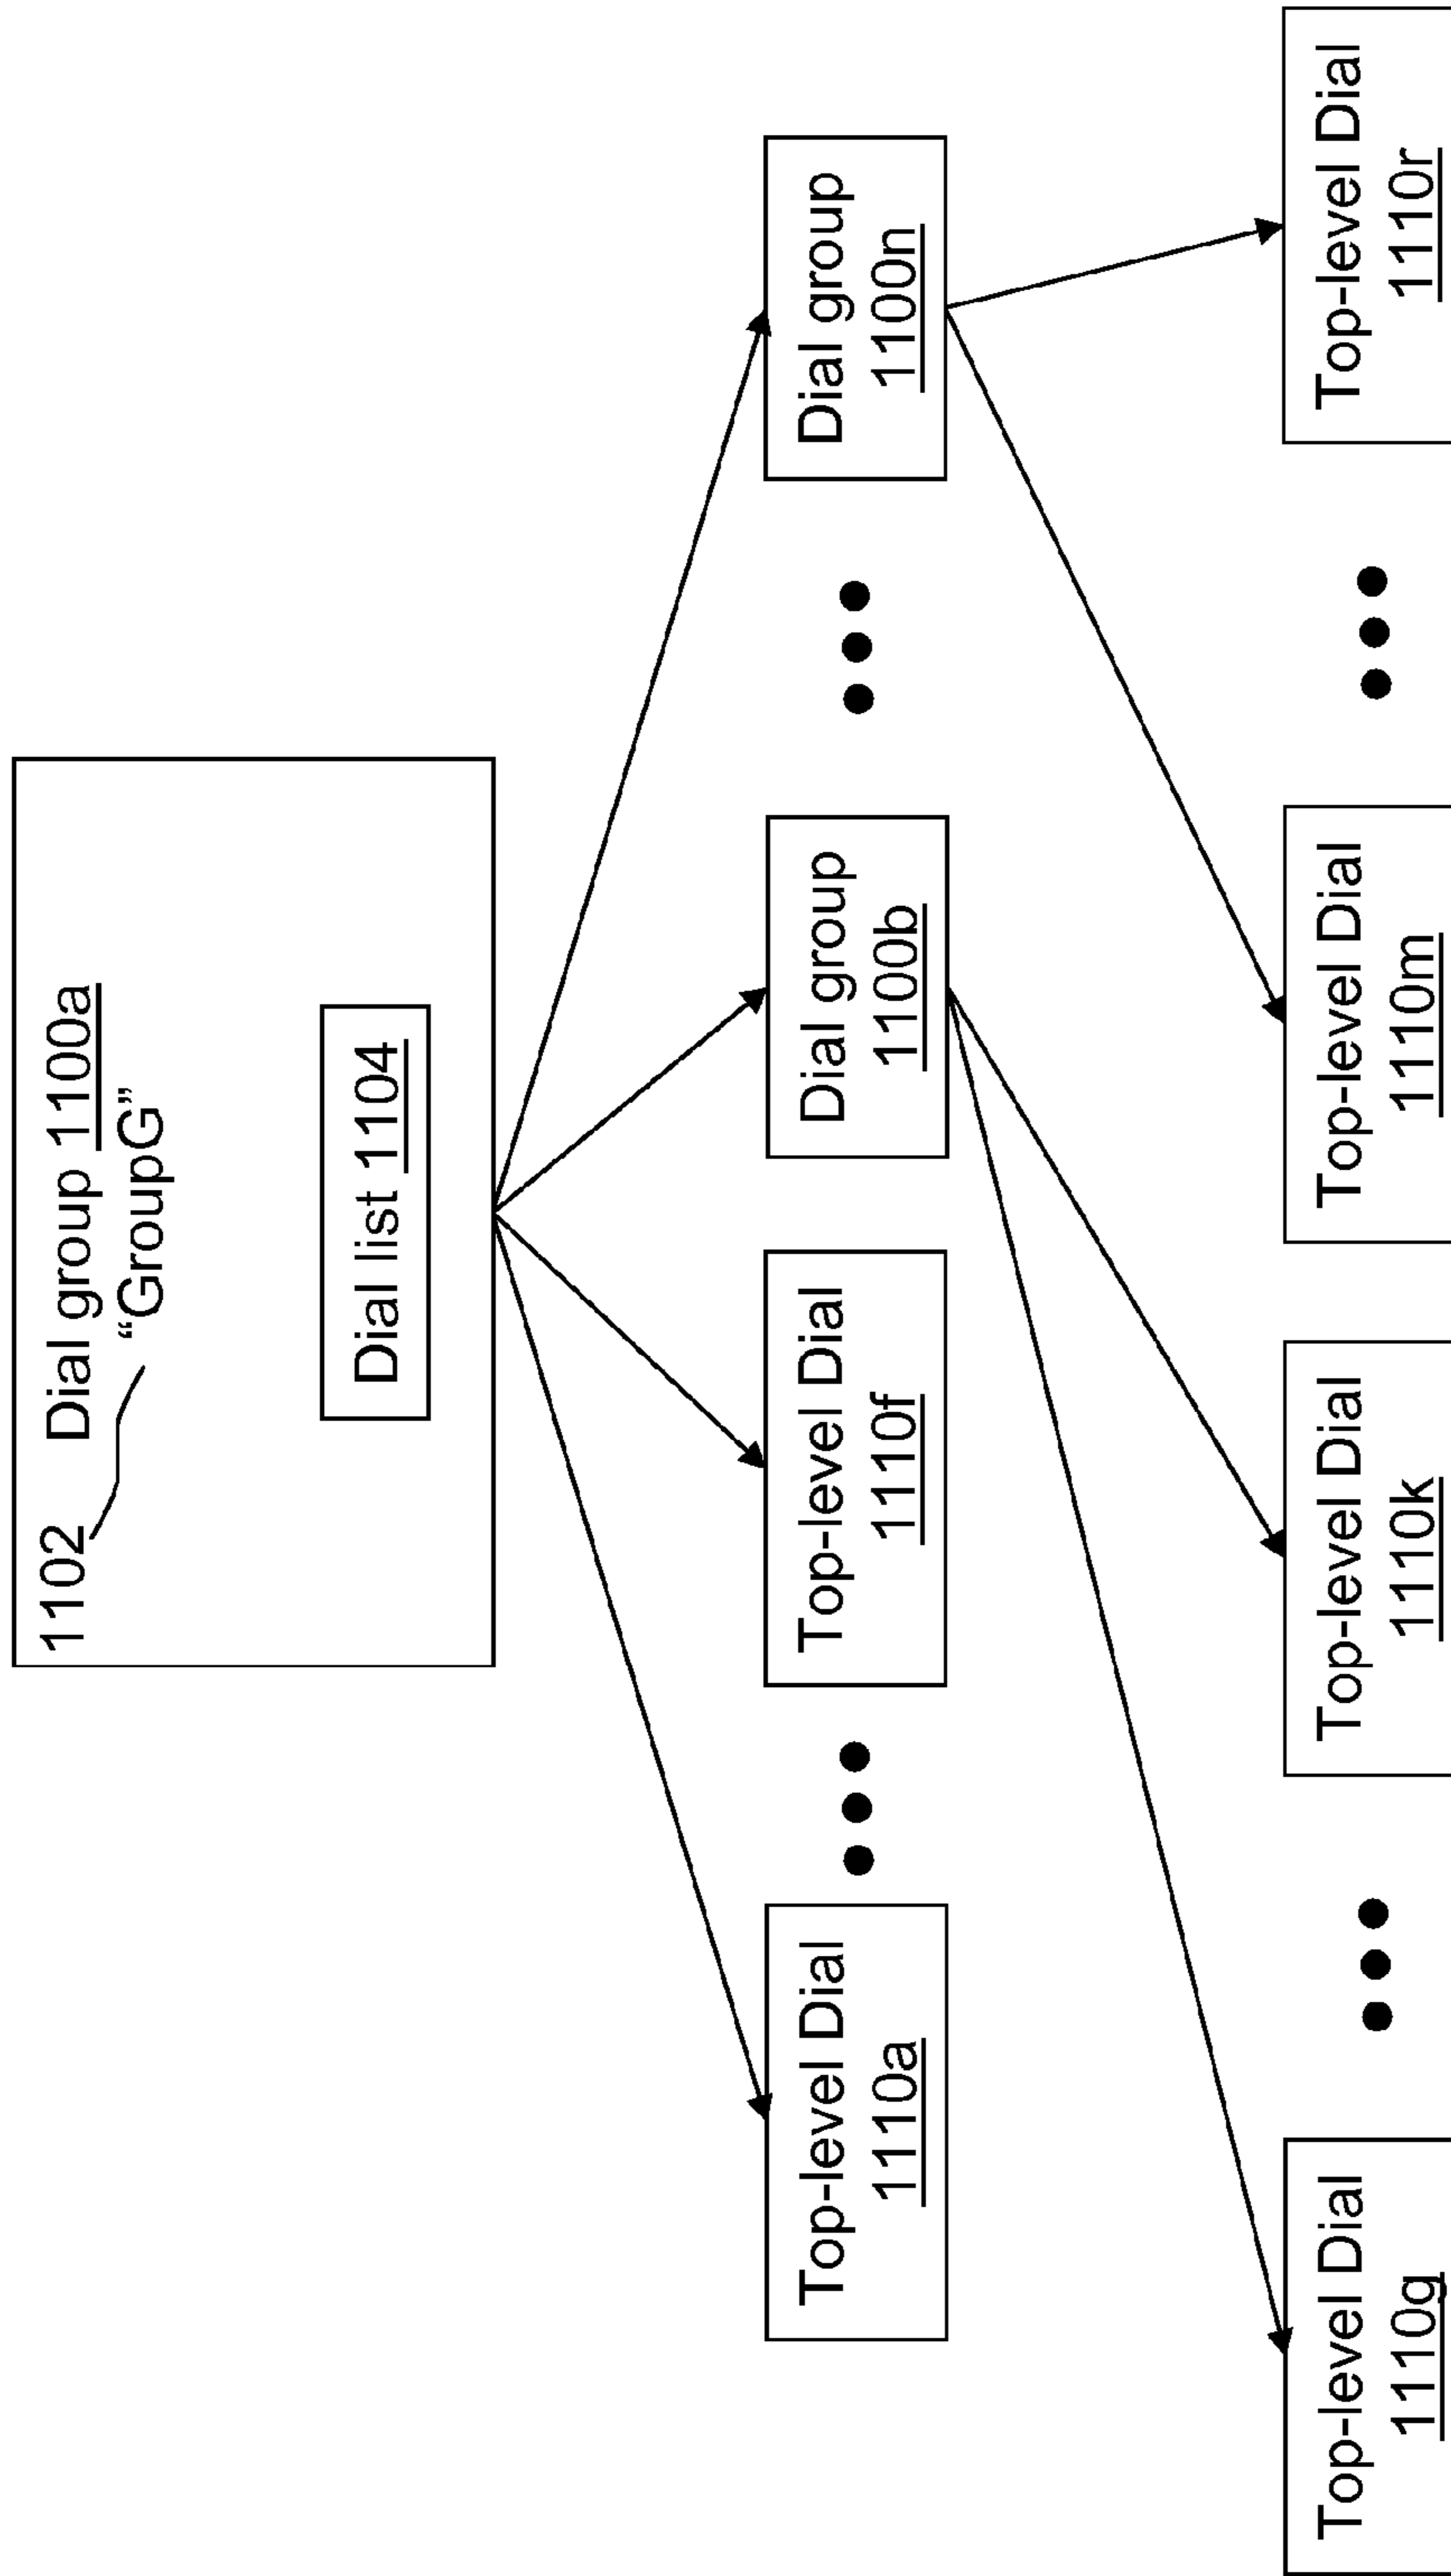 1102
Dial group 1100a
“GroupG”
Dial list 1104
Top-level Dial
1110a
Top-level Dial
1110f
Dial group
1100b
Dial group
1100n
Top-level Dial
1110g
Top-level Dial
1110k
Top-level Dial
1110m
Top-level Dial
1110r